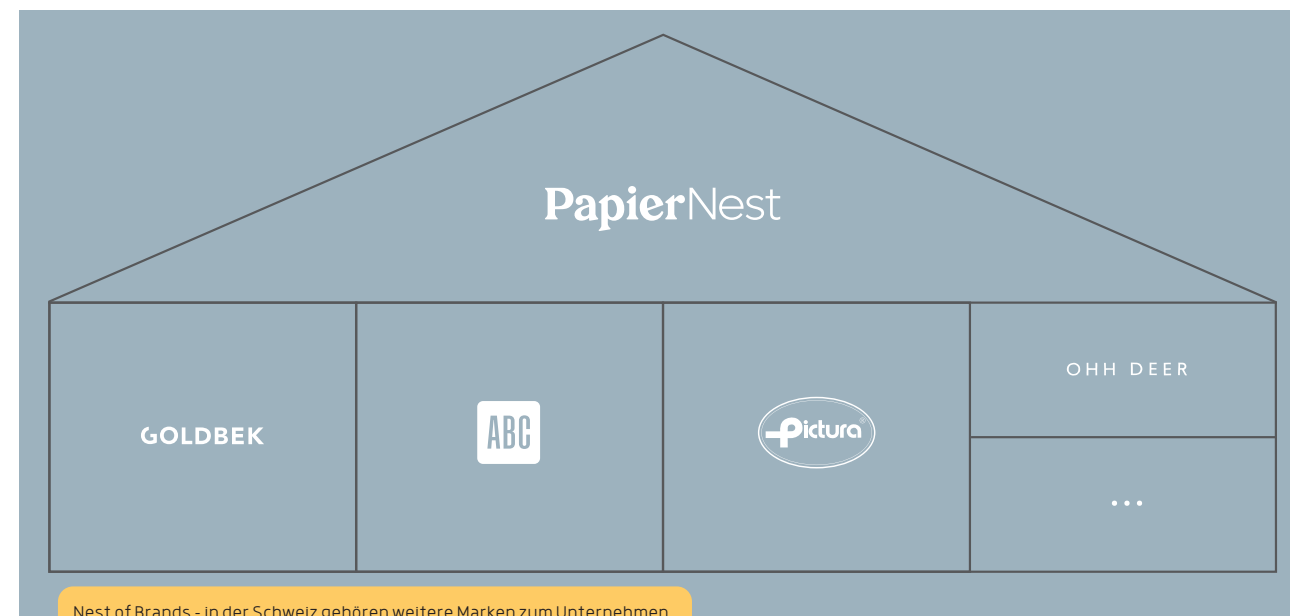 PapierNest
GOLDBEK
ABC
Pictura®
OHH DEER
...
Nest of Brands - in der Schweiz gehören weitere Marken zum Unternehmen